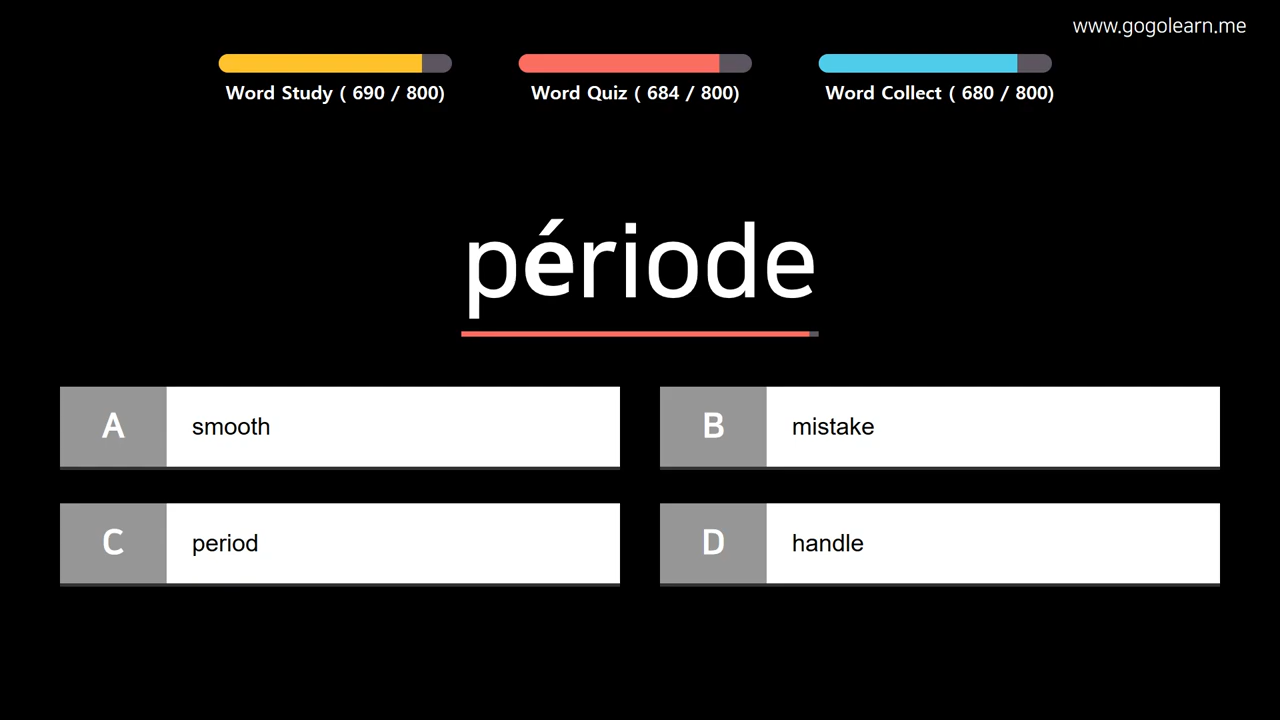 www.gogolearn.me
Word Study ( 690 / 800)
Word Quiz ( 684 / 800)
Word Collect ( 680 / 800)
période
A smooth
B mistake
C period
D handle